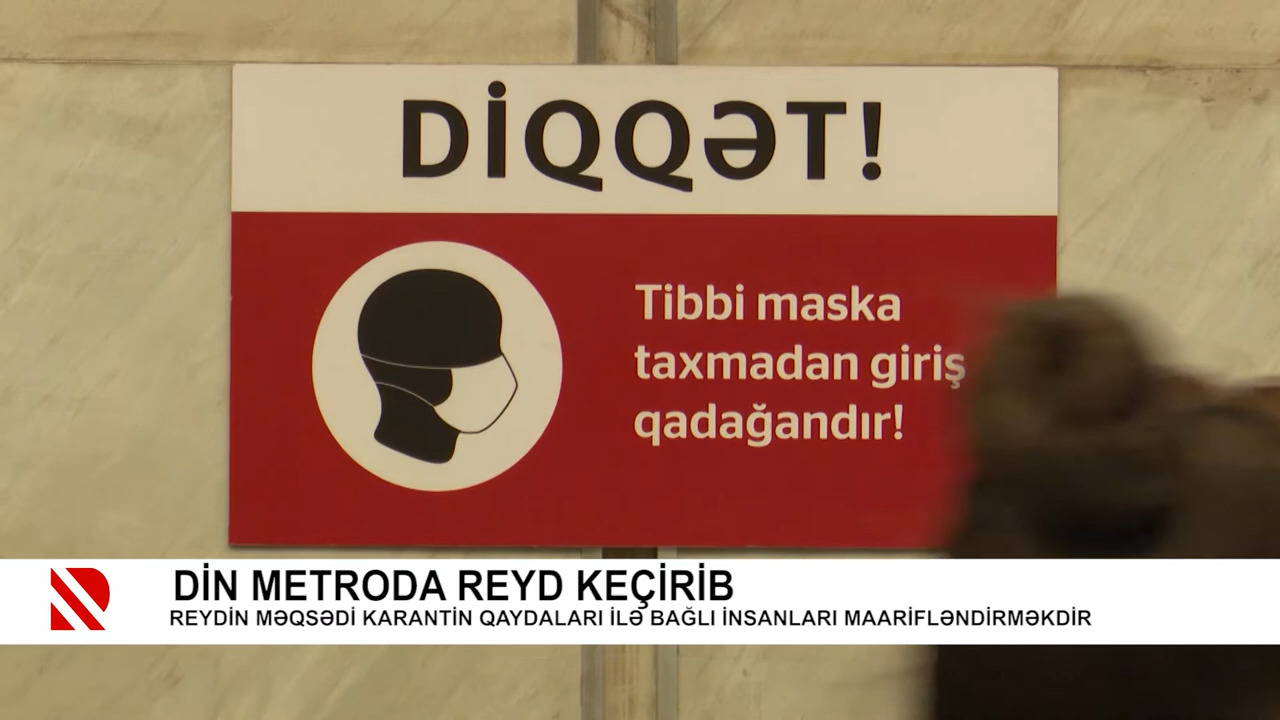 DİQQƏT!
Tibbi maska
taxmadan giriş
qadağandır!
DİN METRODA REYD KEÇİRİB
REYDİN MƏQSƏDİ KARANTİN QAYDALARI İLƏ BAĞLI İNSANLARI MAARİFLƏNDİRMƏKDİR